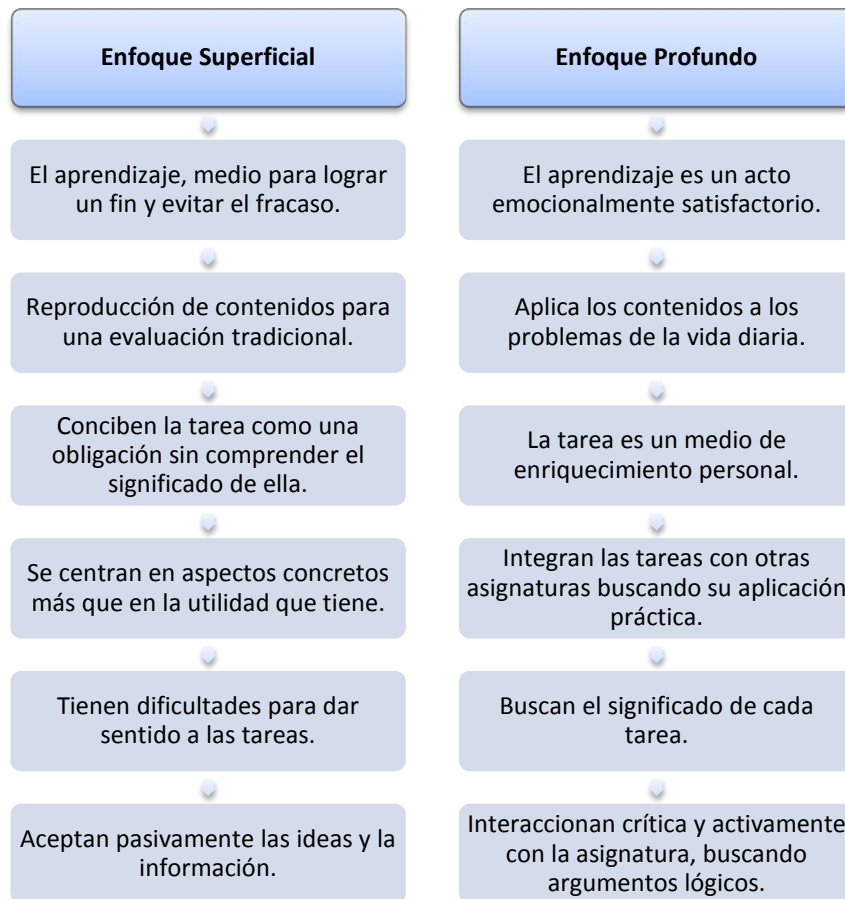 Enfoque Superficial
El aprendizaje, medio para lograr
un fin y evitar el fracaso.
Reproducción de contenidos para
una evaluación tradicional.
Conciben la tarea como una
obligación sin comprender el
significado de ella.
Se centran en aspectos concretos
más que en la utilidad que tiene.
Tienen dificultades para dar
sentido a las tareas.
Aceptan pasivamente las ideas y la
información.
Enfoque Profundo
El aprendizaje es un acto
emocionalmente satisfactorio.
Aplica los contenidos a los
problemas de la vida diaria.
La tarea es un medio de
enriquecimiento personal.
Integran las tareas con otras
asignaturas buscando su aplicación
práctica.
Buscan el significado de cada
tarea.
Interaccionan crítica y activamente
con la asignatura, buscando
argumentos lógicos.